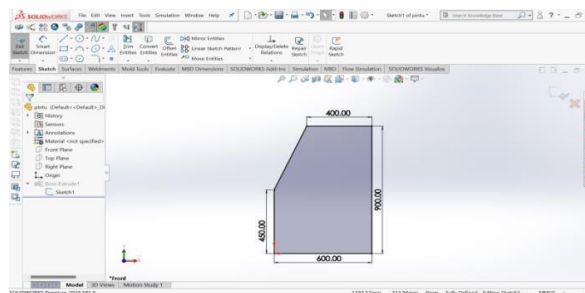 SOLIDWORKS File Edit View Insert Tools Simulation Window Help Sketch1 of pintu * Search Knowledge Base
Exit Sketch Smart Dimension Trim Entities Convert Entities Offset Entities Mirror Entities Linear Sketch Pattern Move Entities Display/Delete Relations Repair Sketch Rapid Sketch
Features Sketch Surfaces Weldments Mold Tools Evaluate MBD Dimensions SOLIDWORKS Add-Ins Simulation MBD Flow Simulation SOLIDWORKS Visualize
pintu (Default<<Default>_Di
History
Sensors
Annotations
Material <not specified>
Front Plane
Top Plane
Right Plane
Origin
Boss-Extrude1
Sketch1
400.00
900.00
450.00
600.00
*Front
Model 3D Views Motion Study 1
Fully Defined Editing Sketch1 MMGS